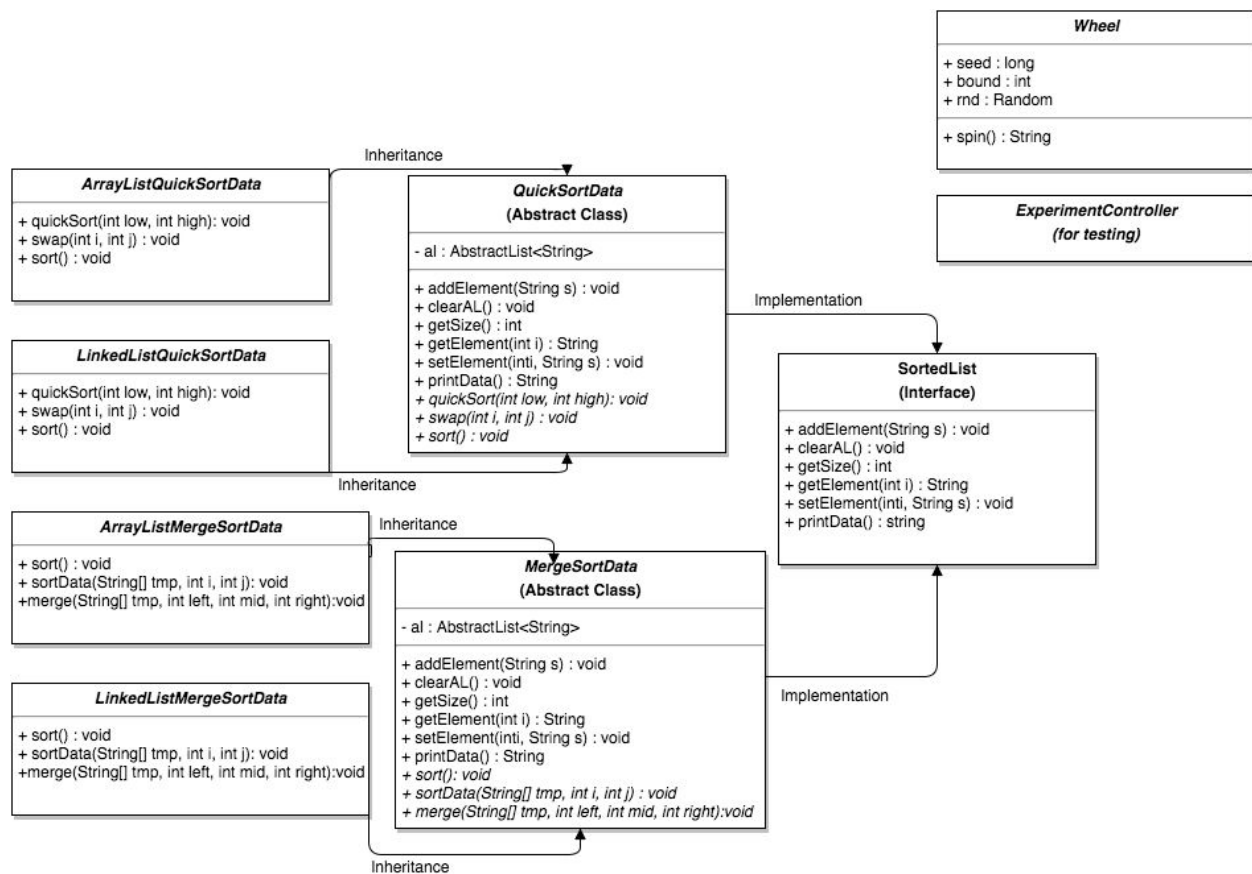 Wheel
+ seed : long
+ bound : int
+ rnd : Random
+ spin() : String
ExperimentController
(for testing)
Inheritance
ArrayListQuickSortData
+ quickSort(int low, int high): void
+ swap(int i, int j) : void
+ sort() : void
LinkedListQuickSortData
+ quickSort(int low, int high): void
+ swap(int i, int j) : void
+ sort() : void
Inheritance
QuickSortData
(Abstract Class)
- al : AbstractList<String>
+ addElement(String s) : void
+ clearAL() : void
+ getSize() : int
+ getElement(int i) : String
+ setElement(inti, String s) : void
+ printData() : String
+ quickSort(int low, int high): void
+ swap(int i, int j) : void
+ sort() : void
Implementation
SortedList
(Interface)
+ addElement(String s) : void
+ clearAL() : void
+ getSize() : int
+ getElement(int i) : String
+ setElement(inti, String s) : void
+ printData() : string
ArrayListMergeSortData
+ sort() : void
+ sortData(String[] tmp, int i, int j): void
+merge(String[] tmp, int left, int mid, int right):void
Inheritance
LinkedListMergeSortData
+ sort() : void
+ sortData(String[] tmp, int i, int j): void
+merge(String[] tmp, int left, int mid, int right):void
Inheritance
MergeSortData
(Abstract Class)
- al : AbstractList<String>
+ addElement(String s) : void
+ clearAL() : void
+ getSize() : int
+ getElement(int i) : String
+ setElement(inti, String s) : void
+ printData() : String
+ sort(): void
+ sortData(String[] tmp, int i, int j) : void
+ merge(String[] tmp, int left, int mid, int right):void
Implementation